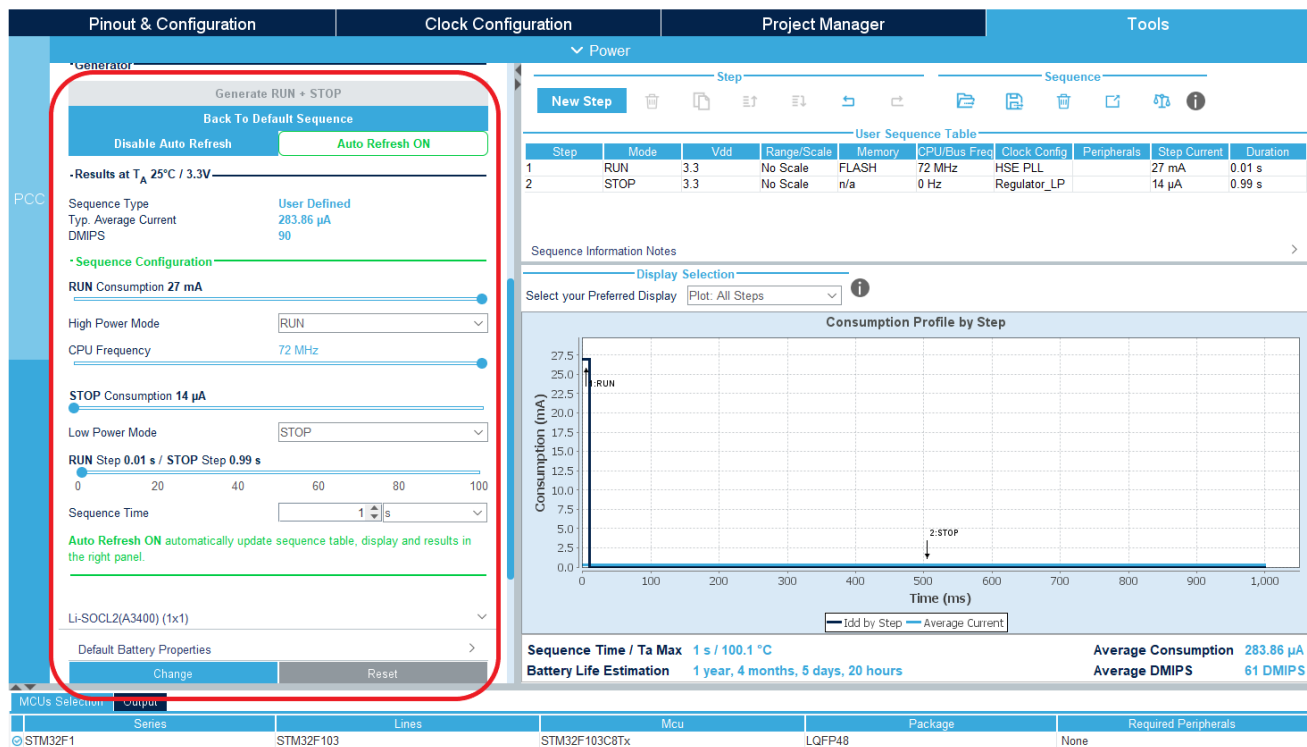 Pinout & Configuration
Clock Configuration
Project Manager
Tools
Power
PCC
Generator
Generate RUN + STOP
Back To Default Sequence
Disable Auto Refresh
Auto Refresh ON
Results at TA 25°C / 3.3V
Sequence Type User Defined
Typ. Average Current 283.86 µA
DMIPS 90
Sequence Configuration
RUN Consumption 27 mA
High Power Mode RUN
CPU Frequency 72 MHz
STOP Consumption 14 µA
Low Power Mode STOP
RUN Step 0.01 s / STOP Step 0.99 s
0 20 40 60 80 100
Sequence Time 1 s
Auto Refresh ON automatically update sequence table, display and results in
the right panel.
Li-SOCL2(A3400) (1x1)
Default Battery Properties
Change Reset
Step
Sequence
New Step
User Sequence Table
Step Mode Vdd Range/Scale Memory CPU/Bus Freq Clock Config Peripherals Step Current Duration
1 RUN 3.3 No Scale FLASH 72 MHz HSE PLL 27 mA 0.01 s
2 STOP 3.3 No Scale n/a 0 Hz Regulator_LP 14 µA 0.99 s
Sequence Information Notes
Display Selection
Select your Preferred Display Plot: All Steps
Consumption Profile by Step
Consumption (mA)
27.5
25.0
22.5
20.0
17.5
15.0
12.5
10.0
7.5
5.0
2.5
0.0
1:RUN
2:STOP
0 100 200 300 400 500 600 700 800 900 1,000
Time (ms)
Idd by Step Average Current
Sequence Time / Ta Max 1 s / 100.1 °C
Average Consumption 283.86 µA
Battery Life Estimation 1 year, 4 months, 5 days, 20 hours
Average DMIPS 61 DMIPS
MCUs Selection Output
Series Lines Mcu Package Required Peripherals
STM32F1 STM32F103 STM32F103C8Tx LQFP48 None